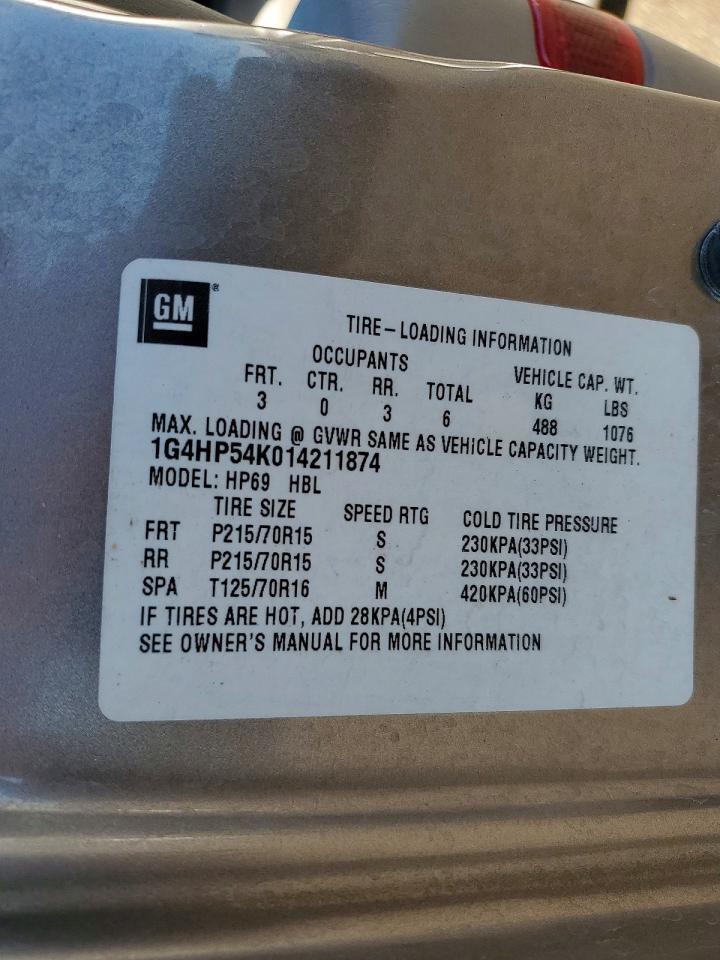 GM®
TIRE–LOADING INFORMATION
OCCUPANTS VEHICLE CAP. WT.
FRT. CTR. RR. TOTAL KG LBS
3 0 3 6 488 1076
MAX. LOADING @ GVWR SAME AS VEHICLE CAPACITY WEIGHT.
1G4HP54K014211874
MODEL: HP69 HBL
TIRE SIZE SPEED RTG COLD TIRE PRESSURE
FRT P215/70R15 S 230KPA(33PSI)
RR P215/70R15 S 230KPA(33PSI)
SPA T125/70R16 M 420KPA(60PSI)
IF TIRES ARE HOT, ADD 28KPA(4PSI)
SEE OWNER'S MANUAL FOR MORE INFORMATION